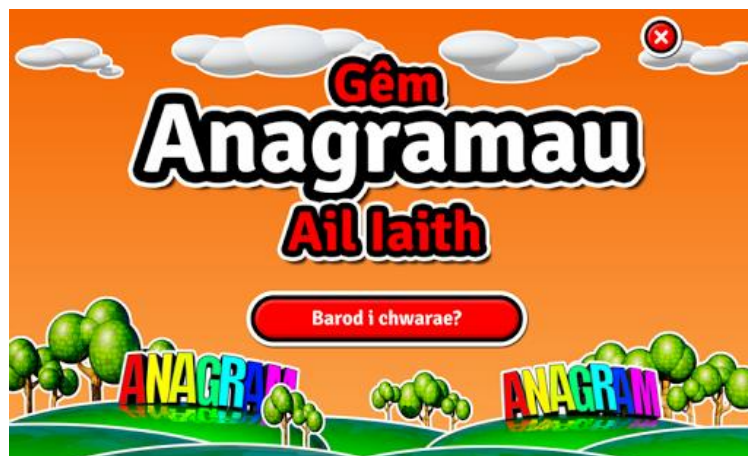 Gêm
Anagramau
Ail Iaith
Barod i chwarae?
ANAGRAM
ANAGRAM